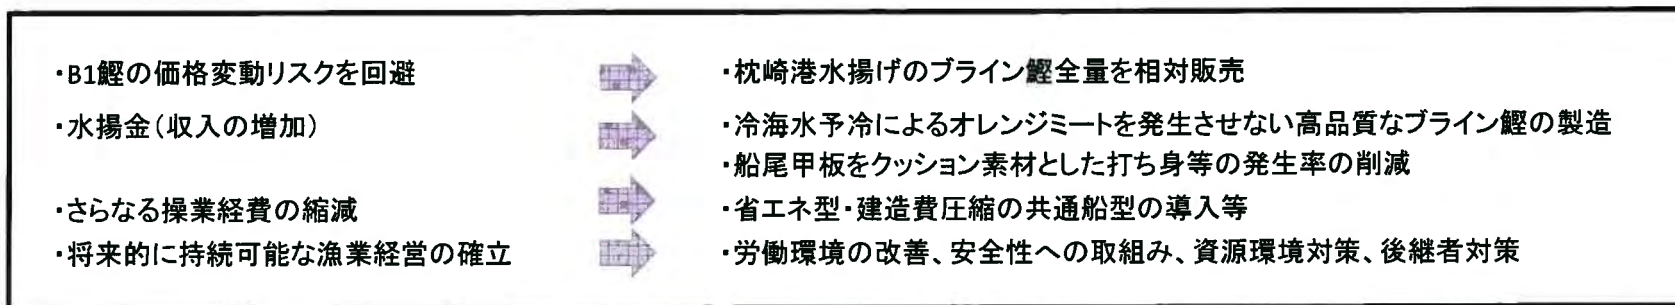 ・B1鰹の価格変動リスクを回避
・枕崎港水揚げのブライン鰹全量を相対販売
・水揚金(収入の増加)
・冷海水予冷によるオレンジミートを発生させない高品質なブライン鰹の製造
・船尾甲板をクッション素材とした打ち身等の発生率の削減
・さらなる操業経費の縮減
・省エネ型・建造費圧縮の共通船型の導入等
・将来的に持続可能な漁業経営の確立
・労働環境の改善、安全性への取組み、資源環境対策、後継者対策